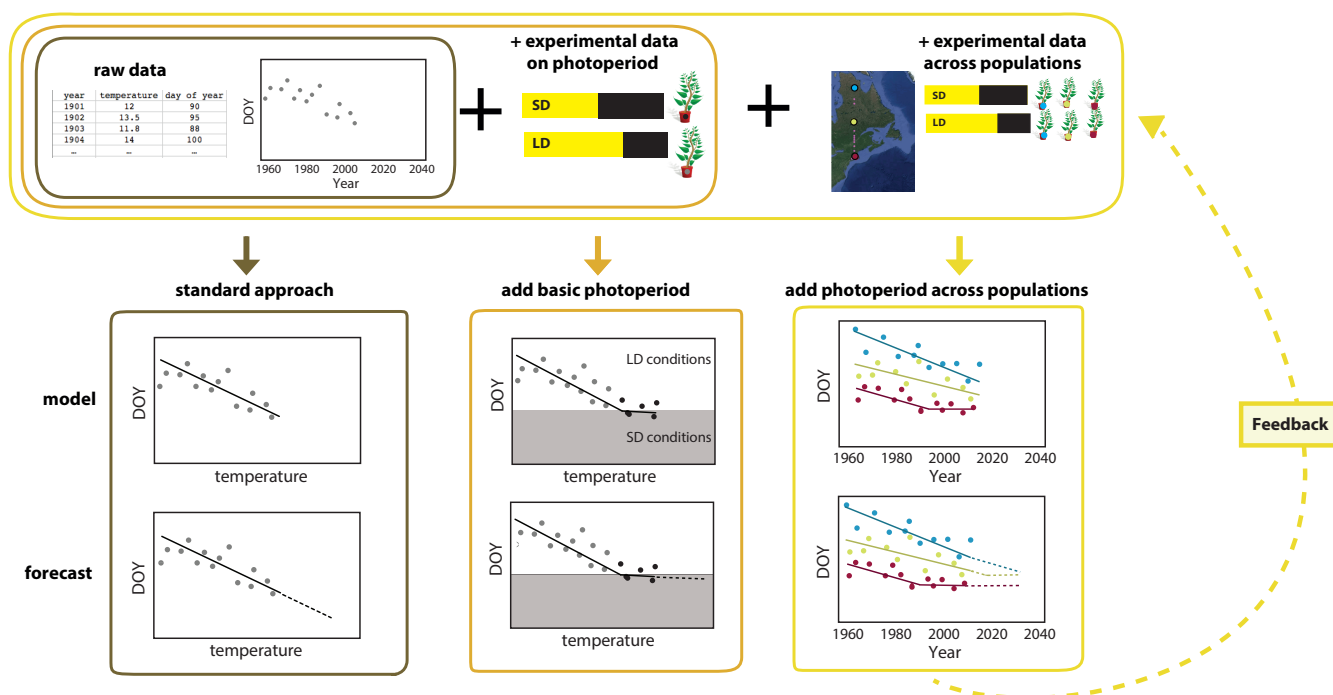 raw data
year temperature day of year
1901 12 90
1902 13.5 95
1903 11.8 88
1904 14 100
... ... ...
DOY
1960 1980 2000 2020 2040
Year
+
+ experimental data
on photoperiod
SD
LD
+
+ experimental data
across populations
SD
LD
standard approach
add basic photoperiod
add photoperiod across populations
model
DOY
temperature
DOY
LD conditions
SD conditions
temperature
DOY
1960 1980 2000 2020 2040
Year
Feedback
forecast
DOY
temperature
DOY
temperature
DOY
1960 1980 2000 2020 2040
Year